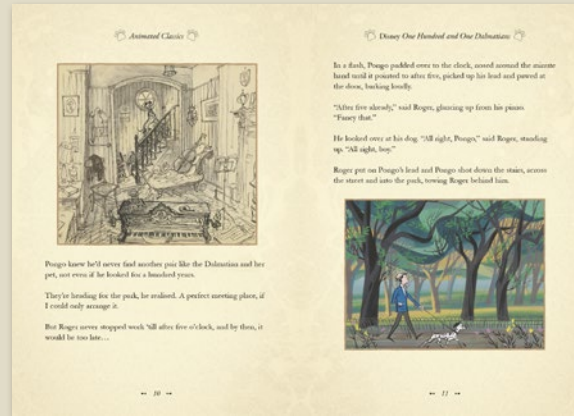 Animated Classics
Pongo knew he'd never find another pair like the Dalmatian and her
pet, not even if he looked for a hundred years.
They're heading for the park, he realised. A perfect meeting place, if
I could only arrange it.
But Roger never stopped work 'till after five o'clock, and by then, it
would be too late…
10
Disney One Hundred and One Dalmatians
In a flash, Pongo padded over to the clock, nosed around the minute
hand until it pointed to after five, picked up his lead and pawed at
the door, barking loudly.
"After five already," said Roger, glancing up from his piano.
"Fancy that."
He looked over at his dog. "All right, Pongo," said Roger, standing
up. "All right, boy."
Roger put on Pongo's lead and Pongo shot down the stairs, across
the street and into the park, towing Roger behind him.
11